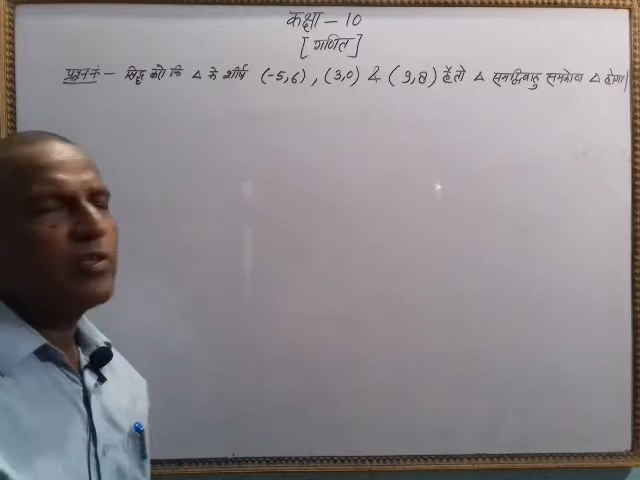 कक्षा - 10
[गणित]
प्रश्न नं - सिद्ध करो कि △ के शीर्ष (-5,6), (3,0) & (9,8) हैं तो △ समद्विबाहु समकोण △ होगा।